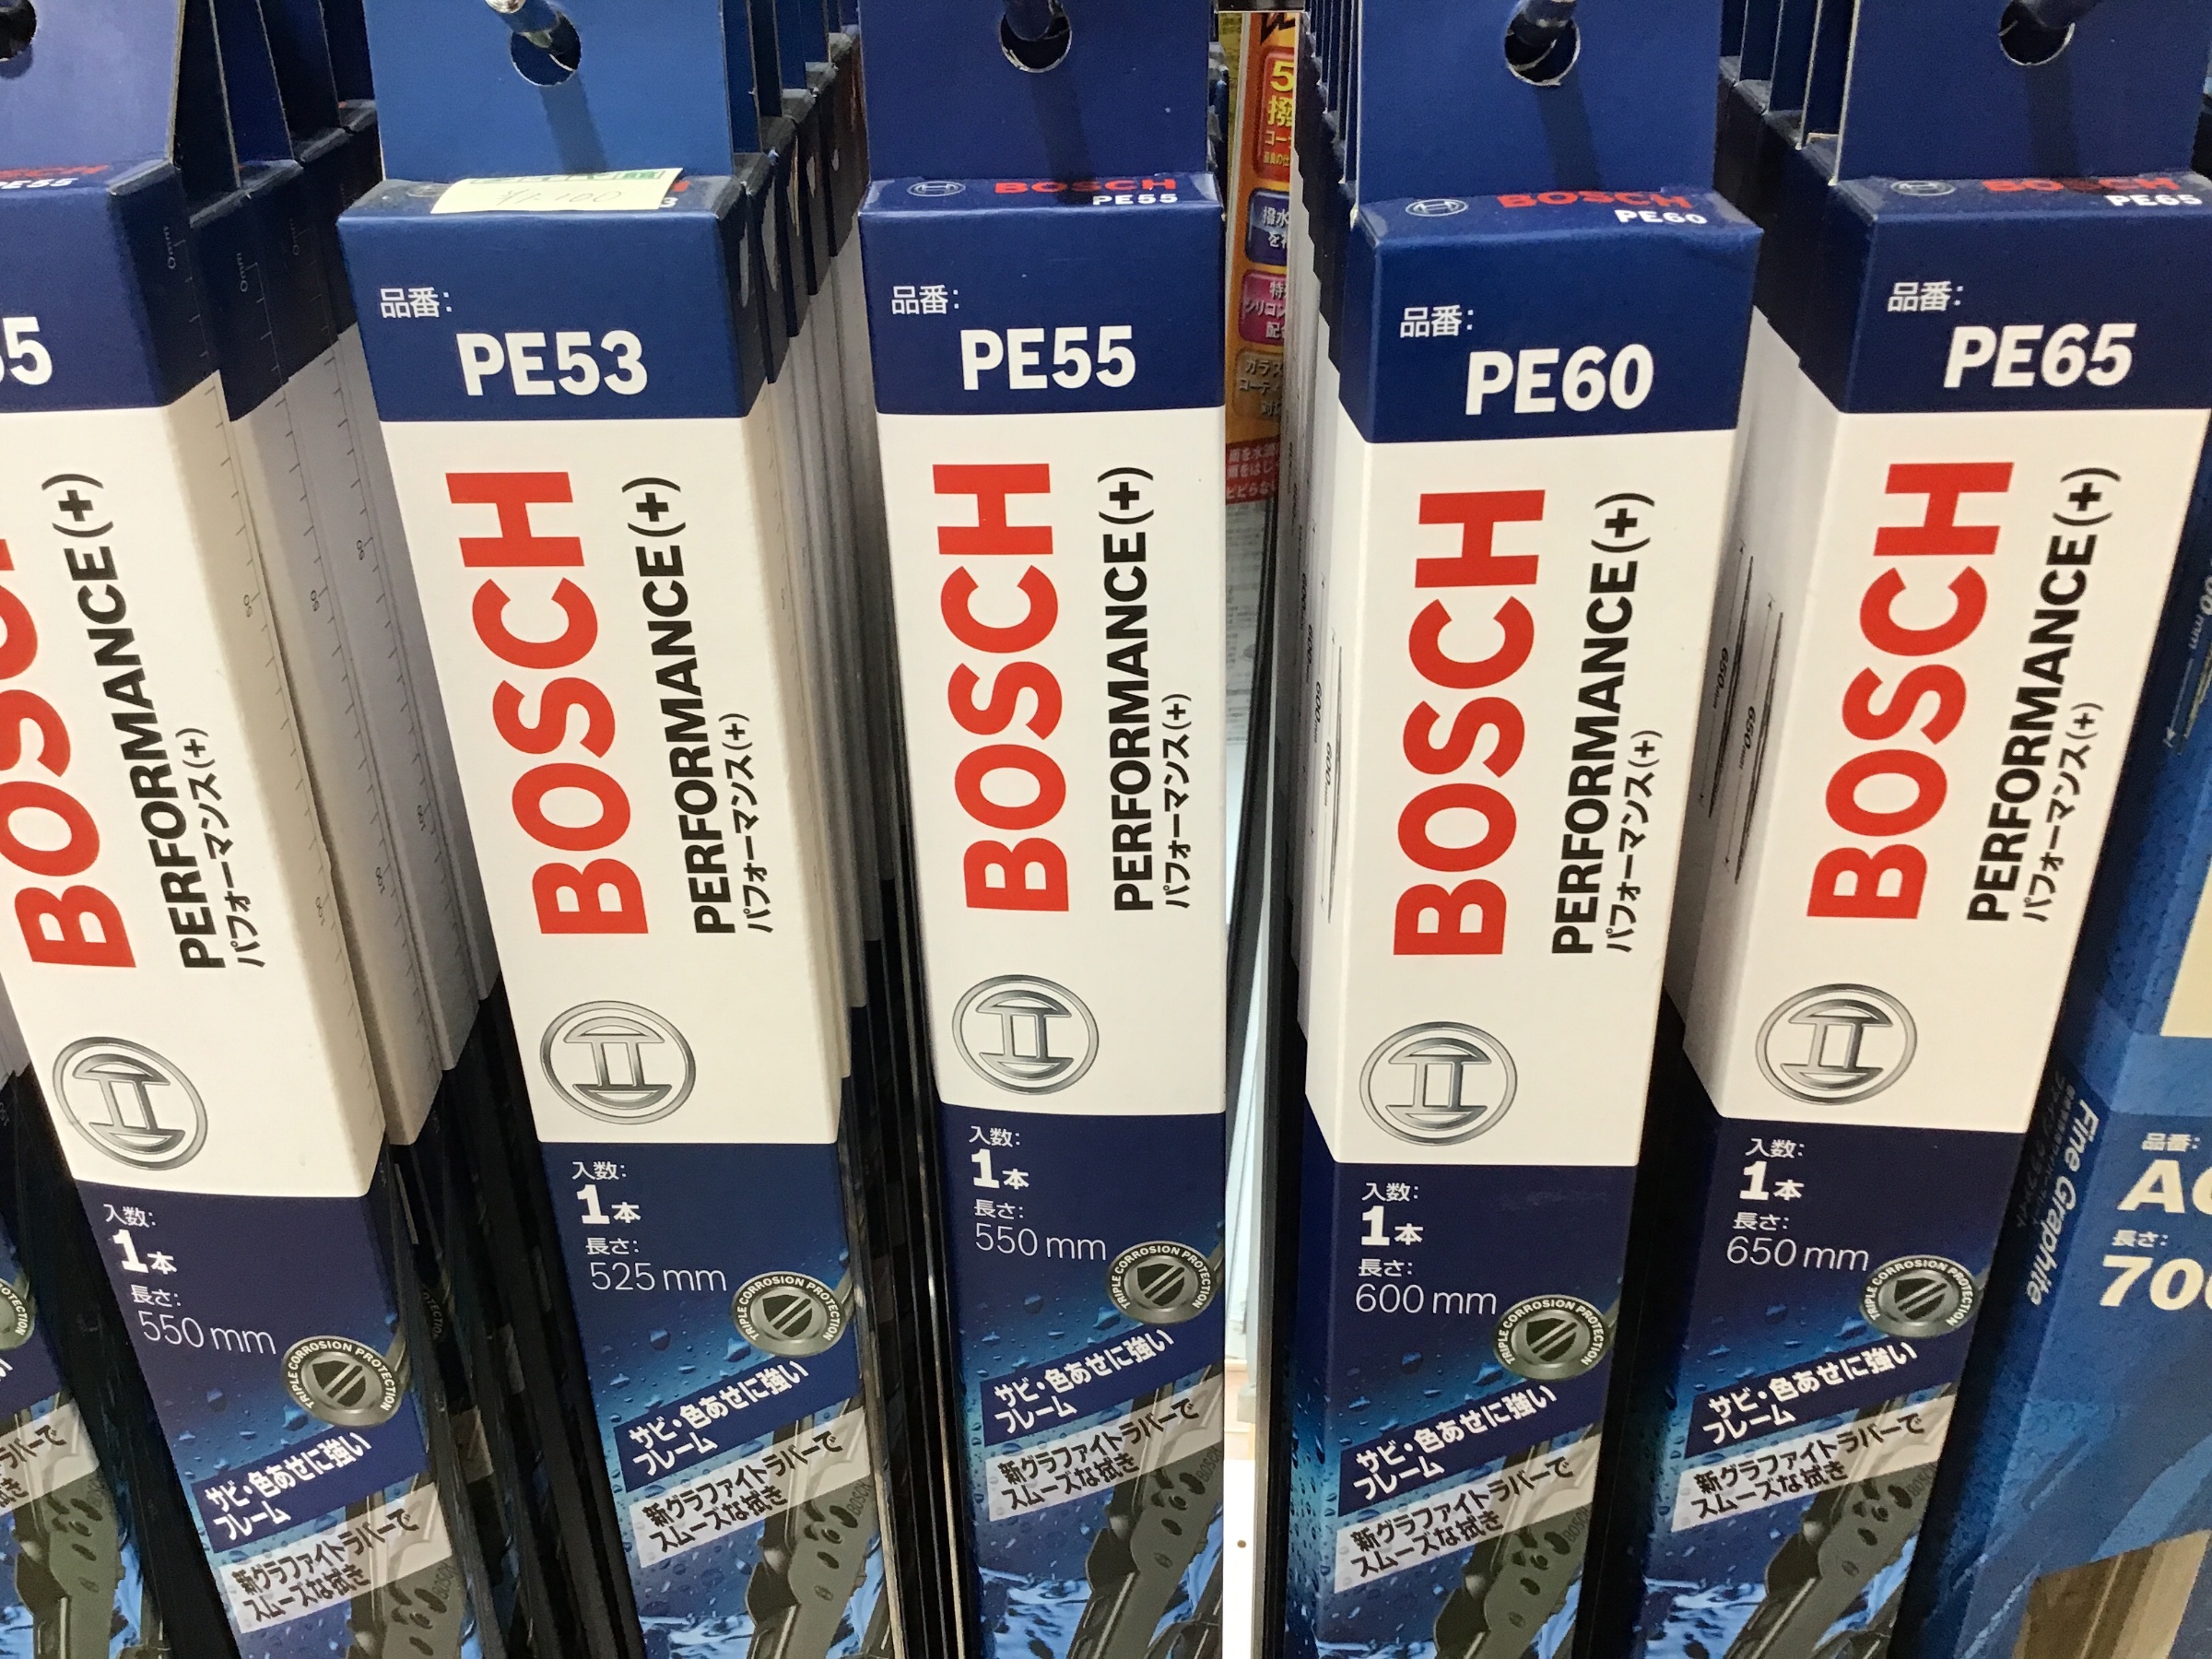 BOSCH
PE55
品番:
PE53
BOSCH
PERFORMANCE(+)
パフォーマンス(+)
入数:
1本
長さ:
525 mm
TRIPLE CORROSION PROTECTION
サビ・色あせに強い
フレーム
新グラファイトラバーで
スムーズな拭き
PERFORMANCE(+)
パフォーマンス(+)
入数:
1本
長さ:
550 mm
TRIPLE CORROSION PROTECTION
サビ・色あせに強い
フレーム
新グラファイトラバーで
スムーズな拭き
BOSCH
PE55
品番:
PE55
BOSCH
PERFORMANCE(+)
パフォーマンス(+)
入数:
1本
長さ:
550 mm
TRIPLE CORROSION PROTECTION
サビ・色あせに強い
フレーム
新グラファイトラバーで
スムーズな拭き
BOSCH
PE60
品番:
PE60
BOSCH
PERFORMANCE(+)
パフォーマンス(+)
入数:
1本
長さ:
600 mm
TRIPLE CORROSION PROTECTION
サビ・色あせに強い
フレーム
新グラファイトラバーで
スムーズな拭き
BOSCH
PE65
品番:
PE65
BOSCH
PERFORMANCE(+)
パフォーマンス(+)
入数:
1本
長さ:
650 mm
TRIPLE CORROSION PROTECTION
サビ・色あせに強い
フレーム
新グラファイトラバーで
スムーズな拭き
Fine Graphite
品番:
長さ: